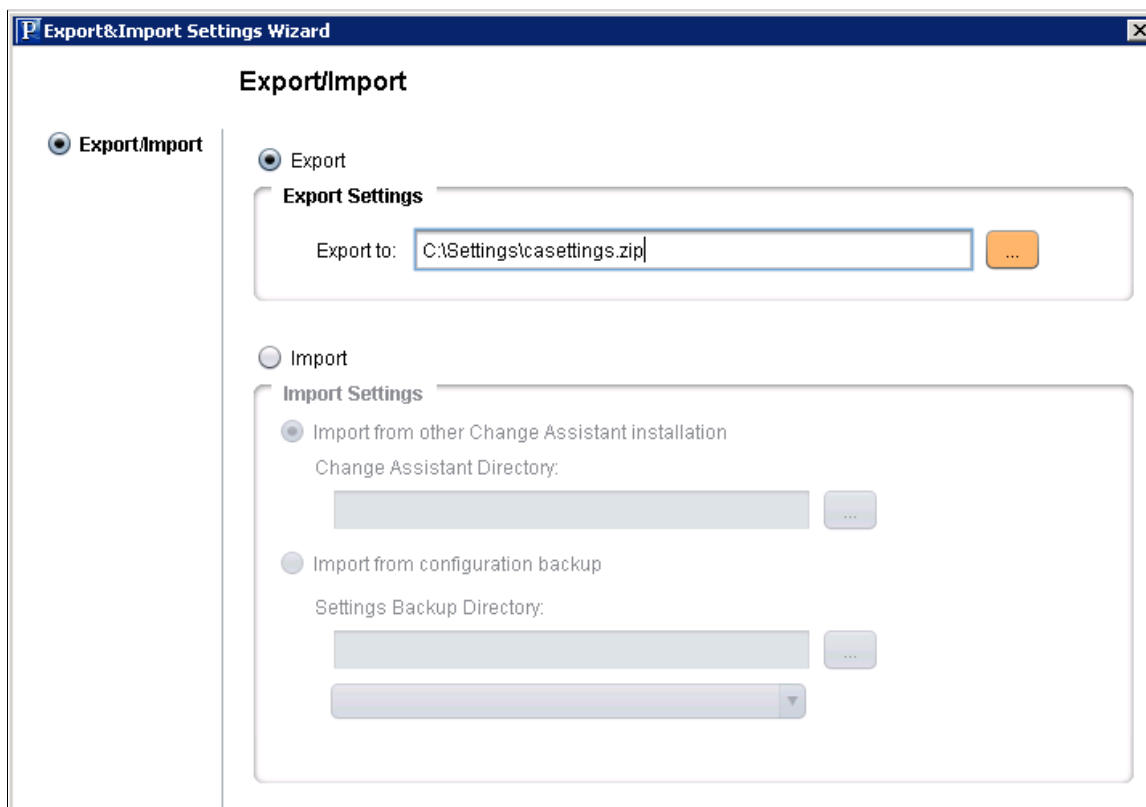 Export&Import Settings Wizard
Export/Import
Export/Import
Export
Export Settings
Export to: C:\Settings\casettings.zip ...
Import
Import Settings
Import from other Change Assistant installation
Change Assistant Directory:
...
Import from configuration backup
Settings Backup Directory:
...